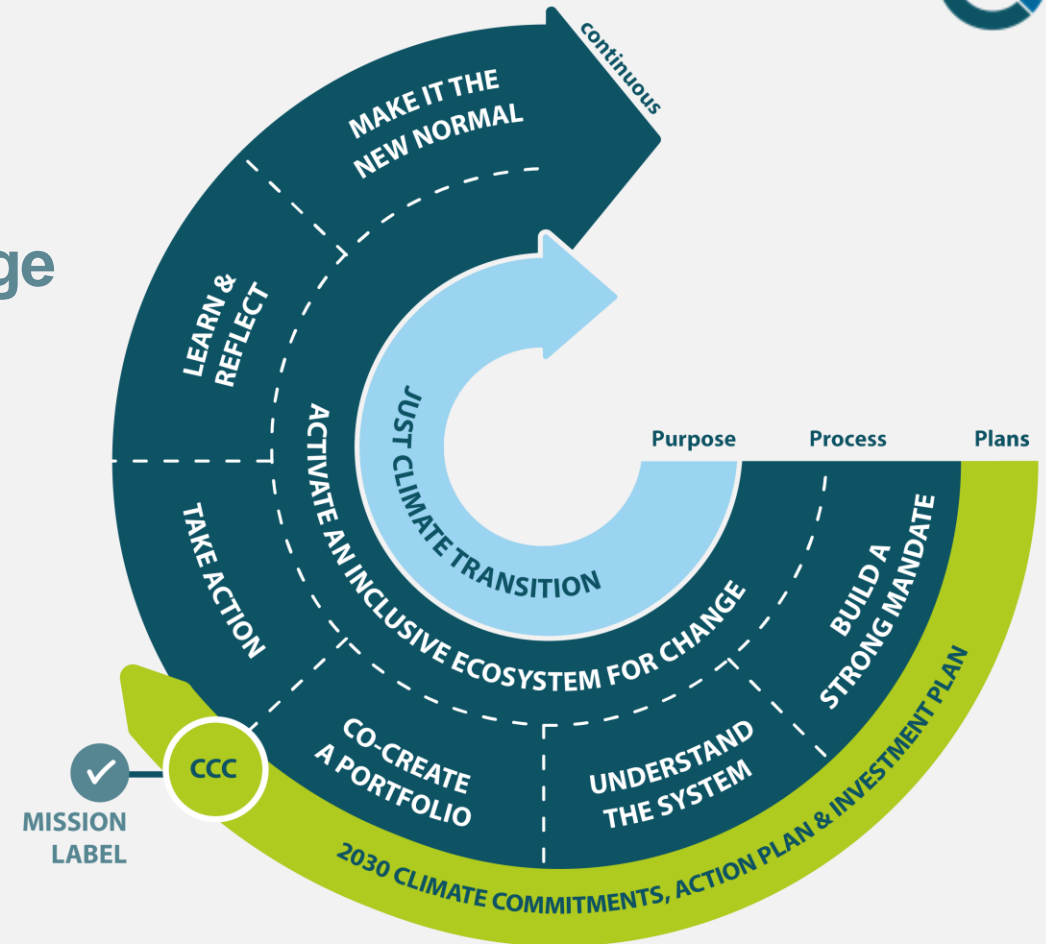 continuous
MAKE IT THE
NEW NORMAL
LEARN &
REFLECT
TAKE ACTION
CO-CREATE
A PORTFOLIO
UNDERSTAND
THE SYSTEM
BUILD A
STRONG MANDATE
ACTIVATE AN INCLUSIVE ECOSYSTEM FOR CHANGE
JUST CLIMATE TRANSITION
Purpose
Process
Plans
2030 CLIMATE COMMITMENTS, ACTION PLAN & INVESTMENT PLAN
CCC
MISSION
LABEL